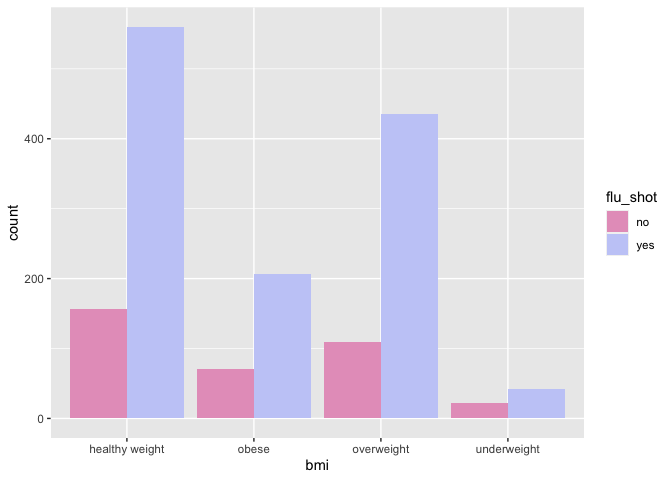 400
200
0
count
healthy weight
obese
overweight
underweight
bmi
flu_shot
no
yes